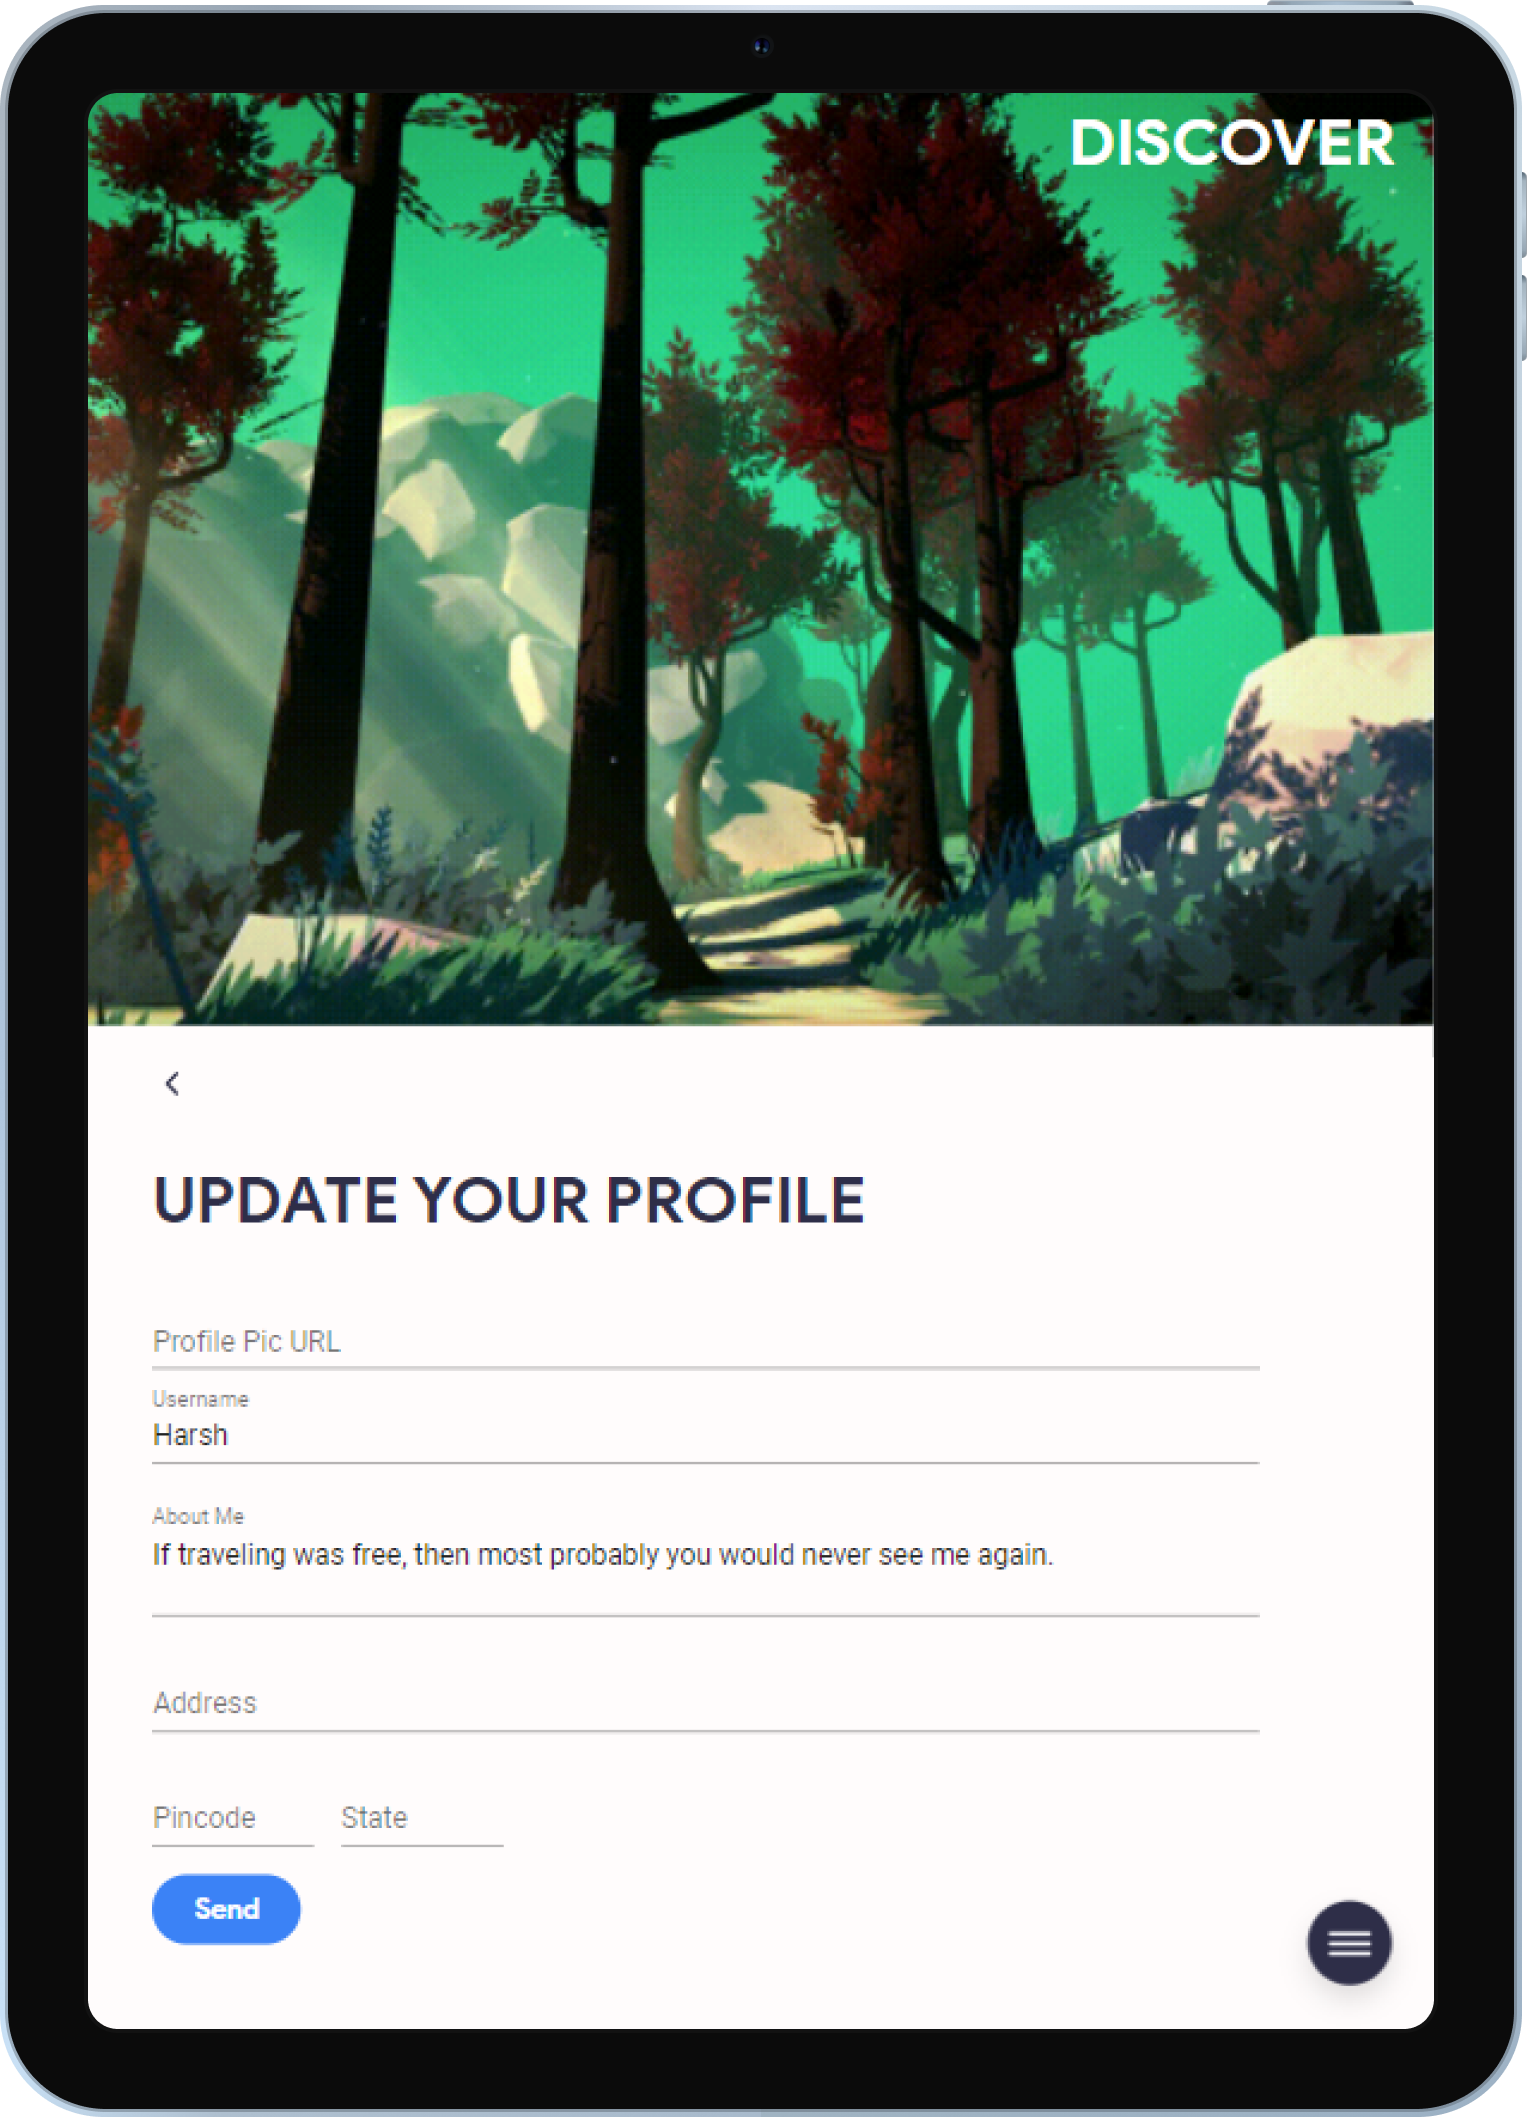 DISCOVER
UPDATE YOUR PROFILE
Profile Pic URL
Username
Harsh
About Me
If traveling was free, then most probably you would never see me again.
Address
Pincode State
Send